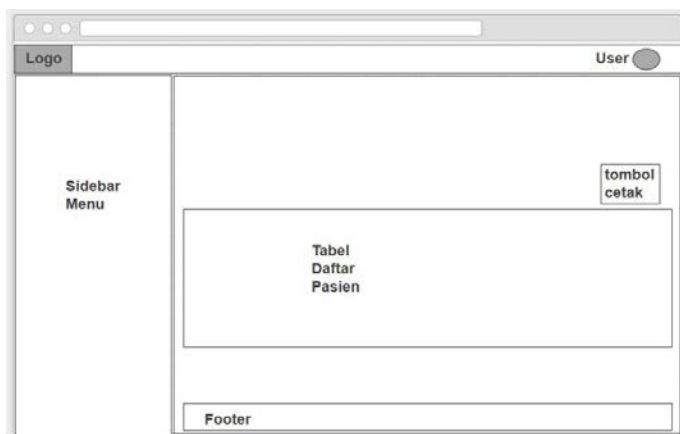 Logo
User
Sidebar
Menu
tombol
cetak
Tabel
Daftar
Pasien
Footer